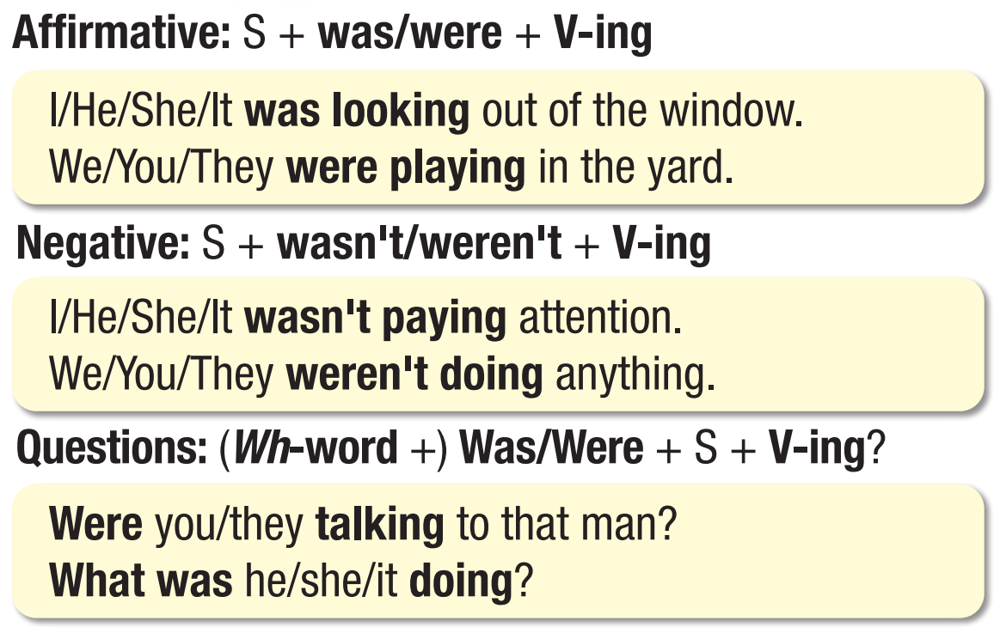 Affirmative: S + was/were + V-ing
I/He/She/It was looking out of the window.
We/You/They were playing in the yard.
Negative: S + wasn't/weren't + V-ing
I/He/She/It wasn't paying attention.
We/You/They weren't doing anything.
Questions: (Wh-word +) Was/Were + S + V-ing?
Were you/they talking to that man?
What was he/she/it doing?